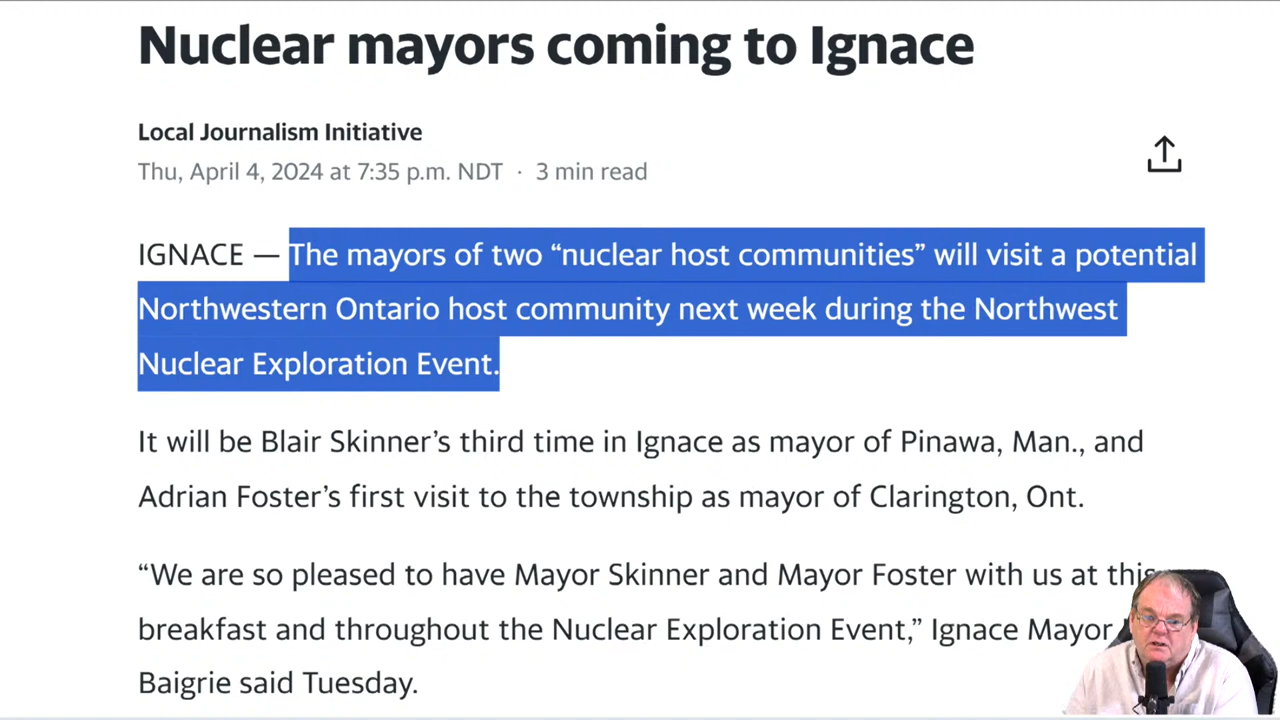 Nuclear mayors coming to Ignace
Local Journalism Initiative
Thu, April 4, 2024 at 7:35 p.m. NDT · 3 min read
IGNACE — The mayors of two “nuclear host communities” will visit a potential
Northwestern Ontario host community next week during the Northwest
Nuclear Exploration Event.
It will be Blair Skinner’s third time in Ignace as mayor of Pinawa, Man., and
Adrian Foster’s first visit to the township as mayor of Clarington, Ont.
“We are so pleased to have Mayor Skinner and Mayor Foster with us at this
breakfast and throughout the Nuclear Exploration Event,” Ignace Mayor
Baigrie said Tuesday.